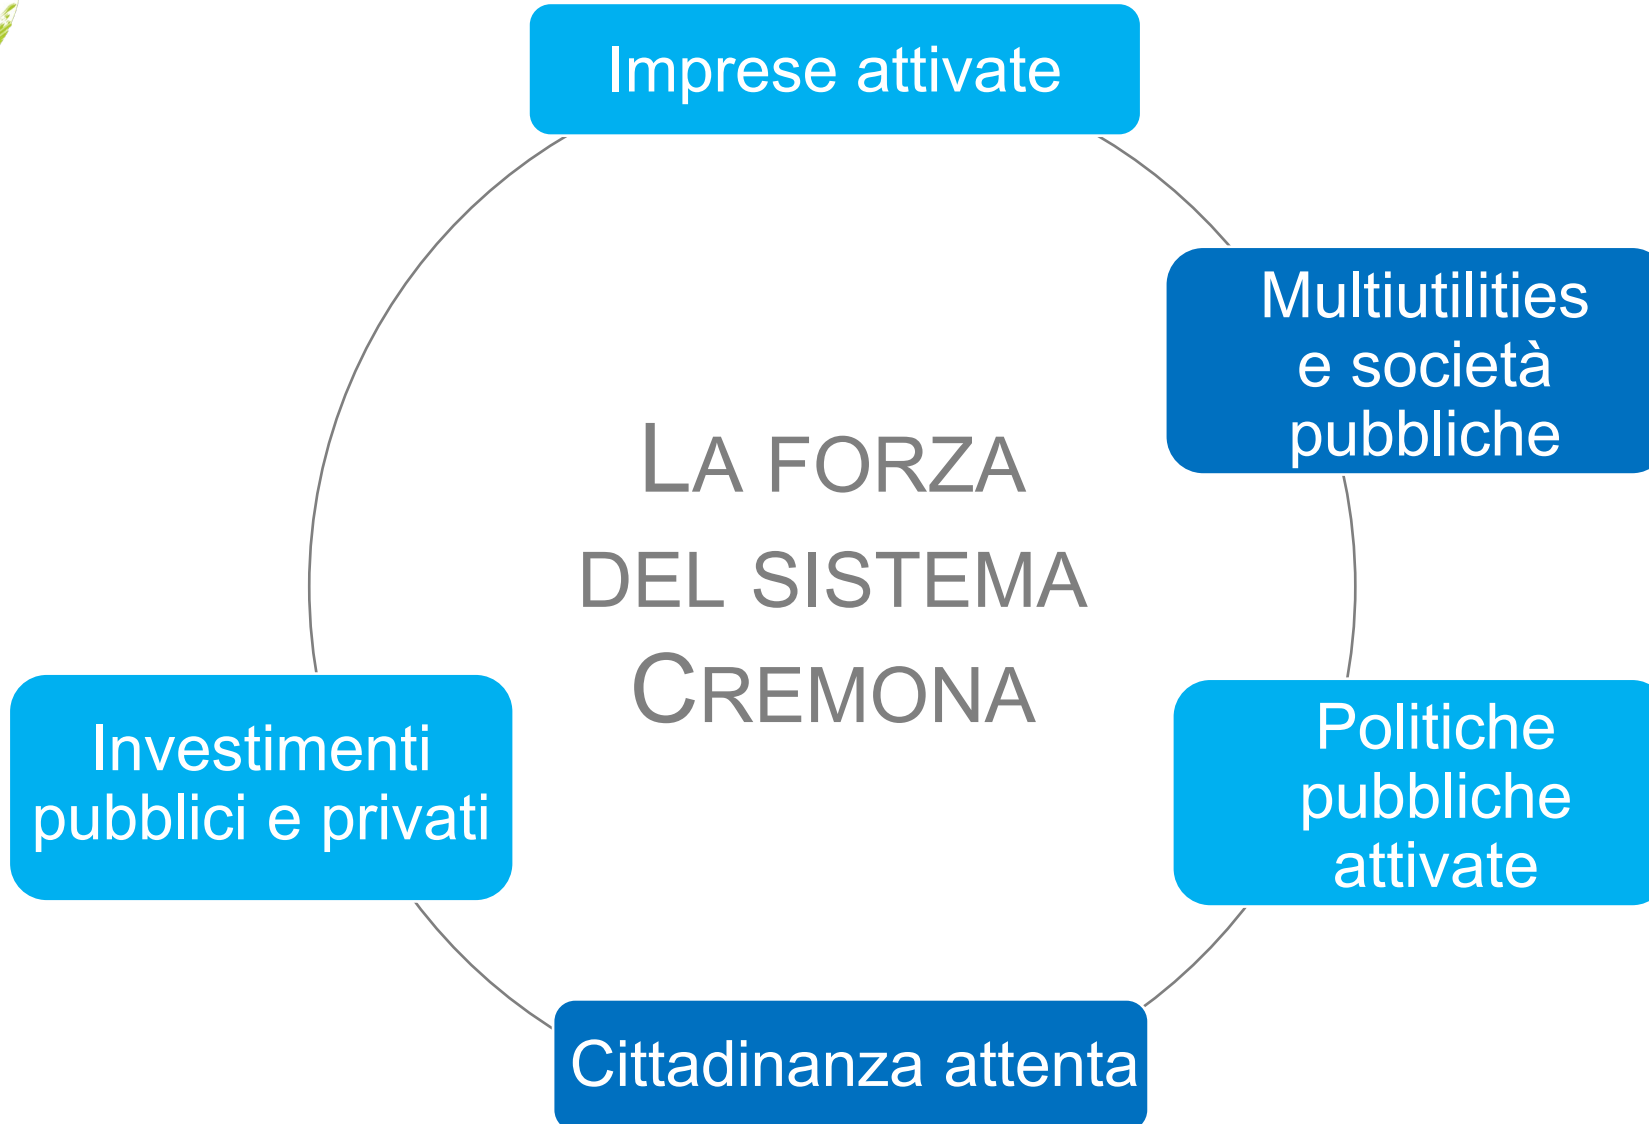 Imprese attivate
Multiutilities
e società
pubbliche
LA FORZA
DEL SISTEMA
CREMONA
Investimenti
pubblici e privati
Politiche
pubbliche
attivate
Cittadinanza attenta